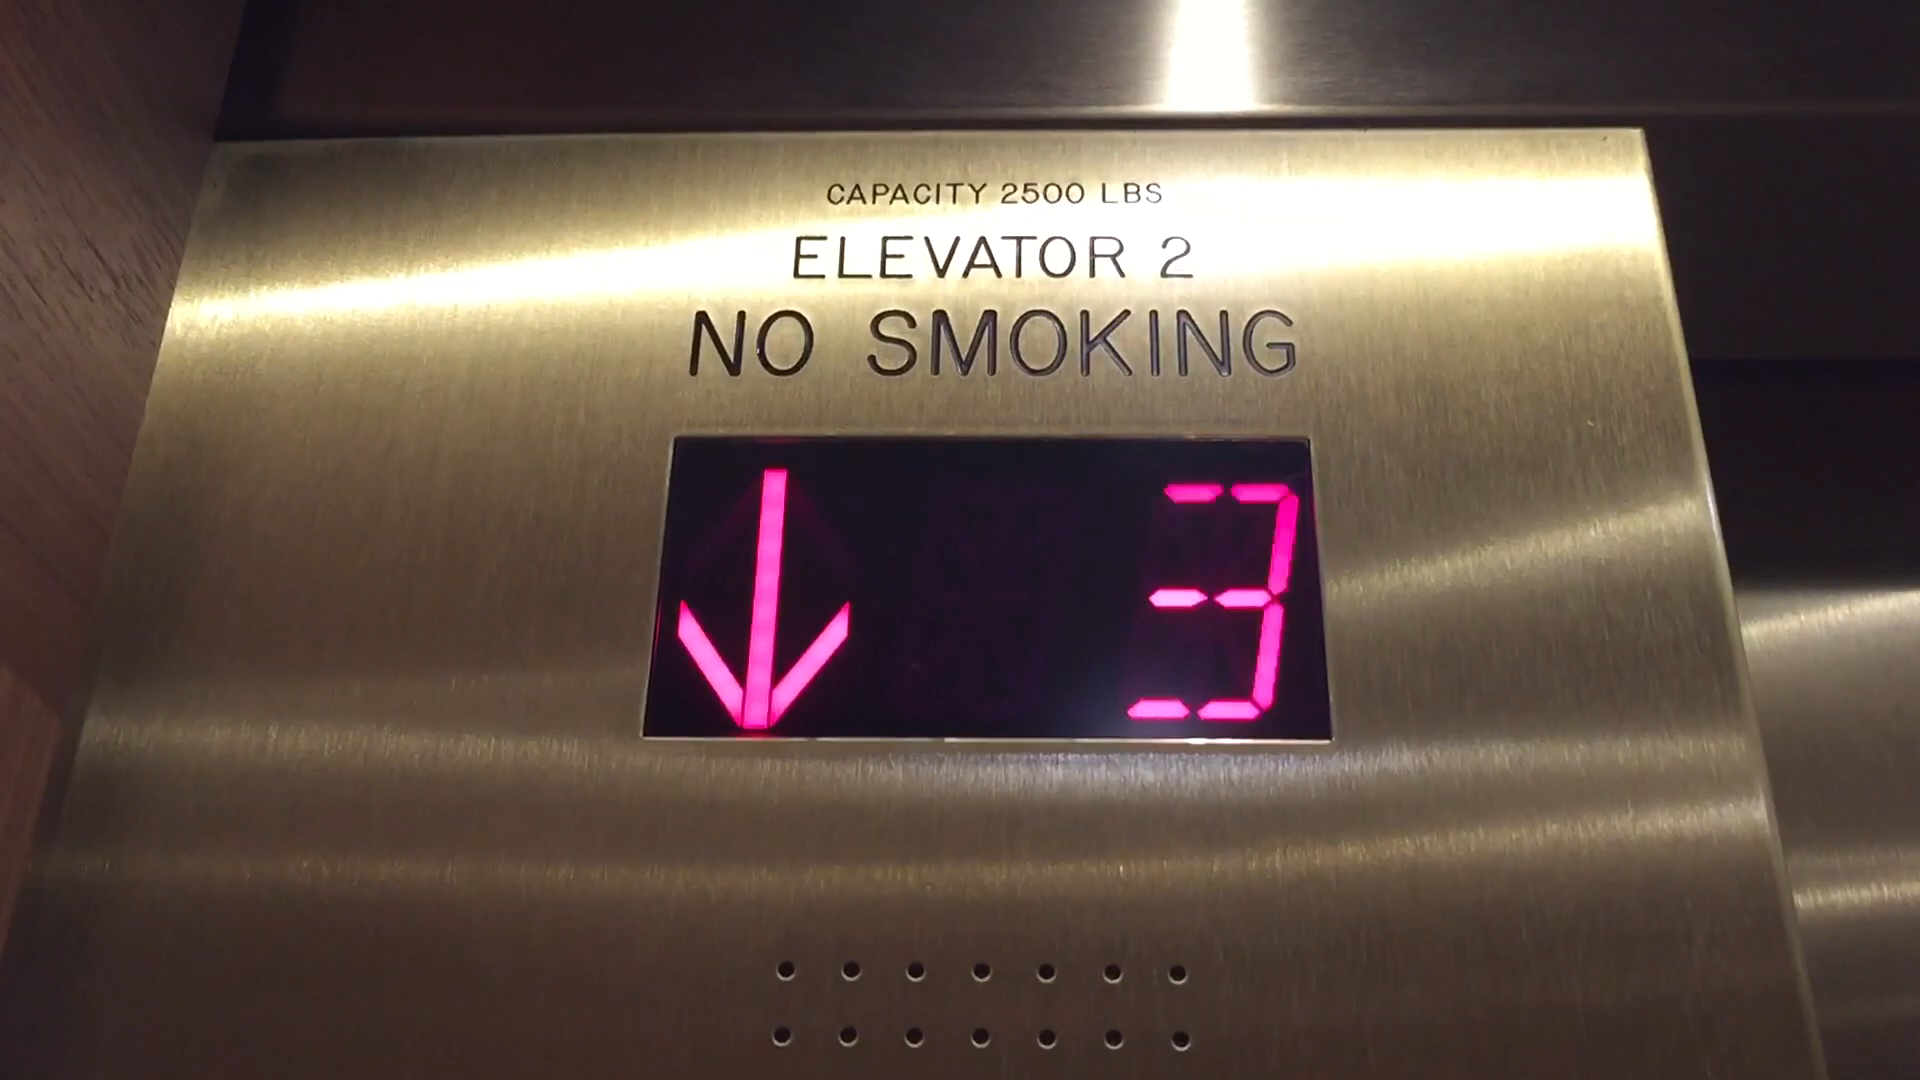 CAPACITY 2500 LBS
ELEVATOR 2
NO SMOKING
↓ 3